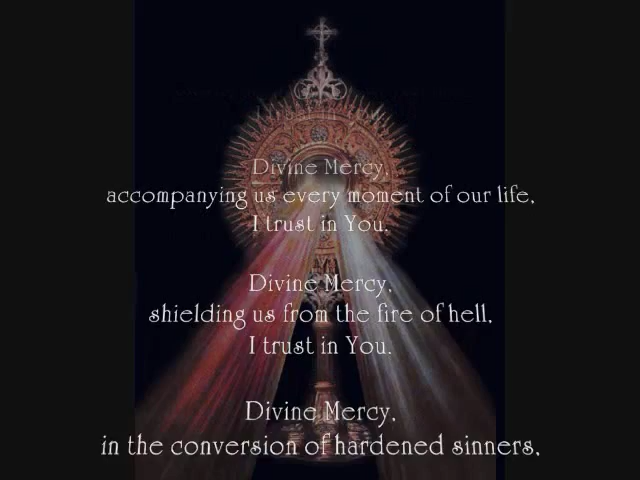 Divine Mercy,
accompanying us every moment of our life,
I trust in You.
Divine Mercy,
shielding us from the fire of hell,
I trust in You.
Divine Mercy,
in the conversion of hardened sinners,